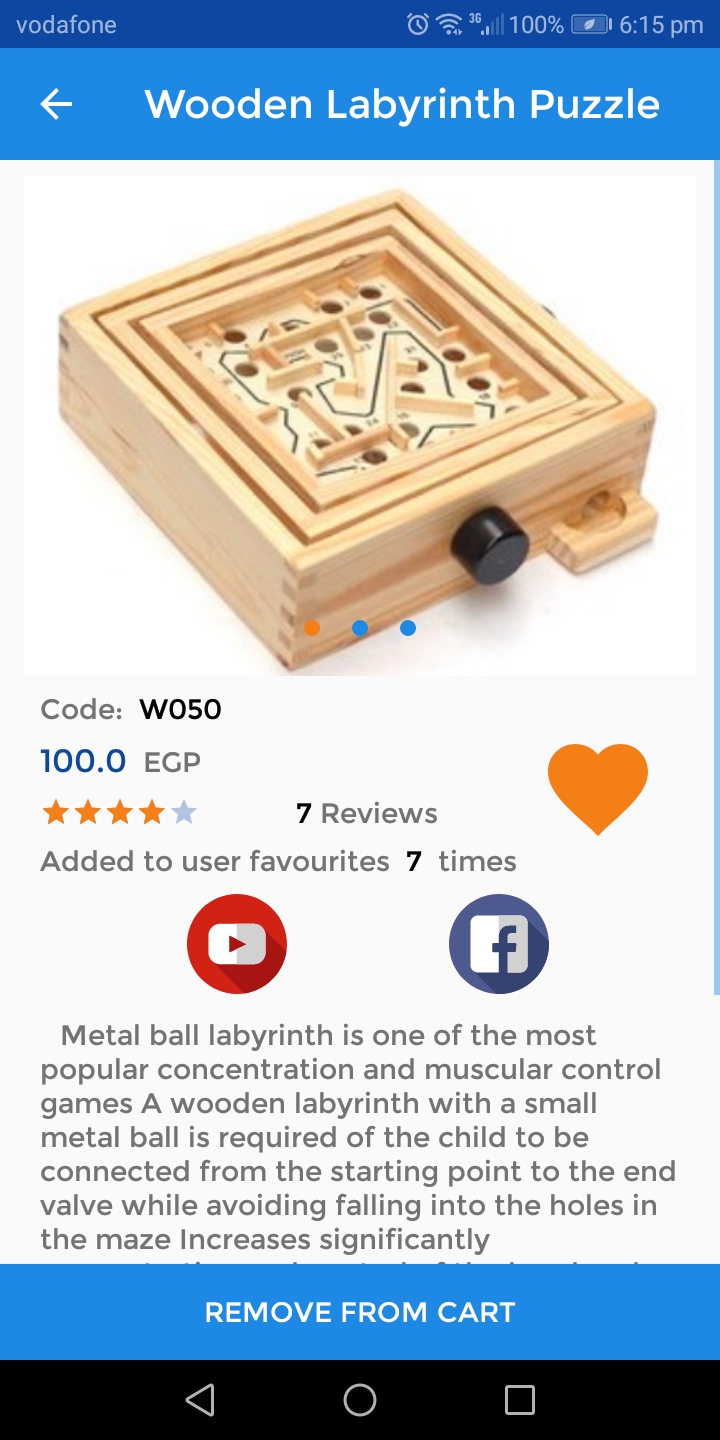 vodafone 3G 100% 6:15 pm
Wooden Labyrinth Puzzle
Code: W050
100.0 EGP
7 Reviews
Added to user favourites 7 times
Metal ball labyrinth is one of the most
popular concentration and muscular control
games A wooden labyrinth with a small
metal ball is required of the child to be
connected from the starting point to the end
valve while avoiding falling into the holes in
the maze Increases significantly
REMOVE FROM CART